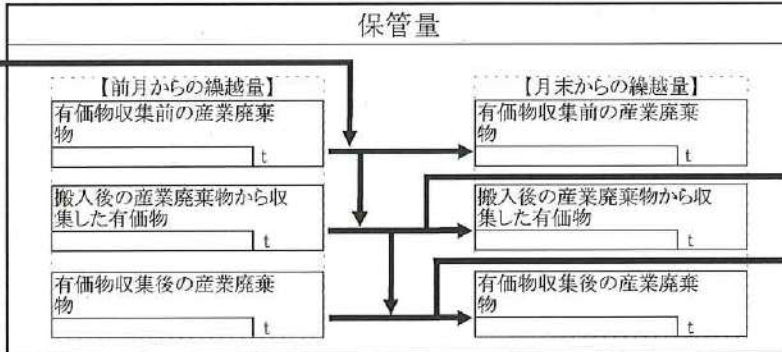 保管量
【前月からの繰越量】
有価物収集前の産業廃棄
物
t
搬入後の産業廃棄物から収
集した有価物
t
有価物収集後の産業廃棄
物
t
【月末からの繰越量】
有価物収集前の産業廃棄
物
t
搬入後の産業廃棄物から収
集した有価物
t
有価物収集後の産業廃棄
物
t